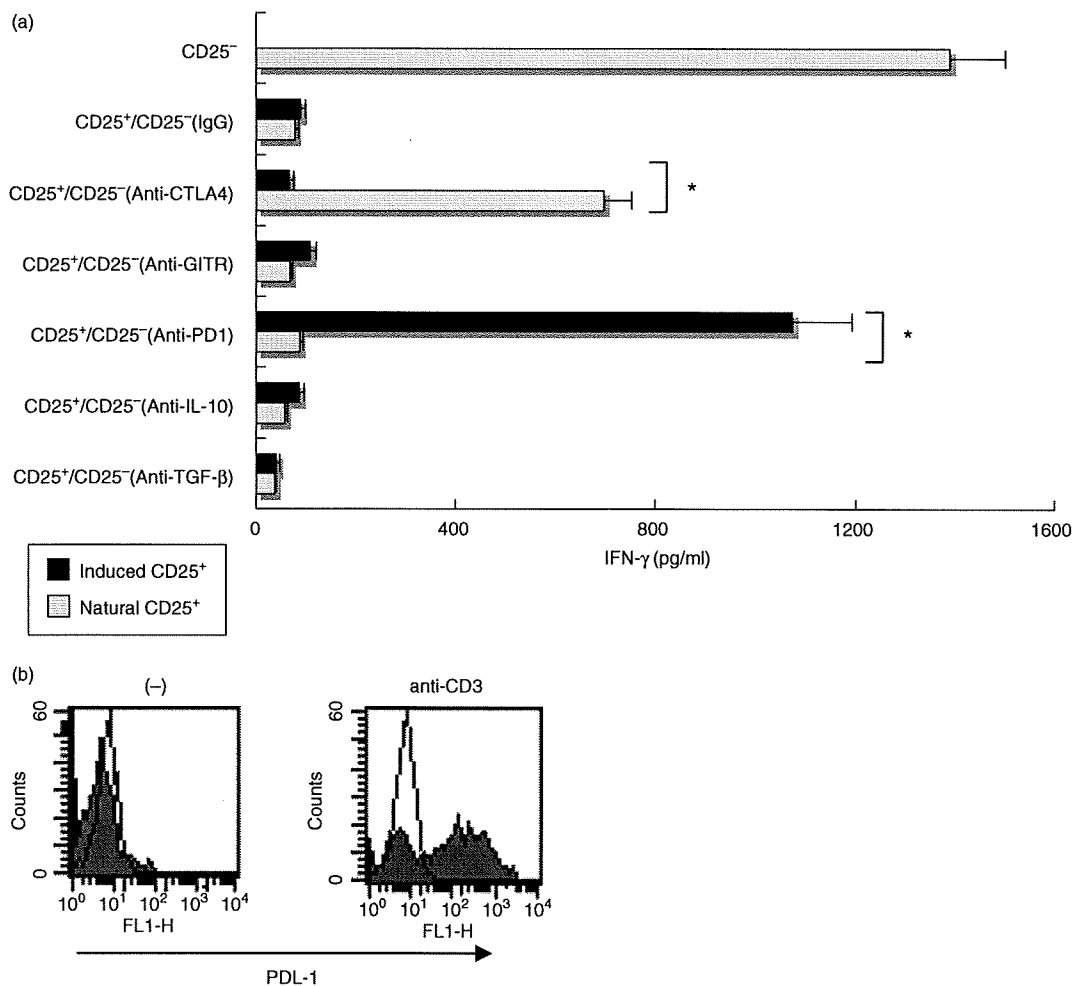 (a)
CD25⁻
CD25⁺/CD25⁻(IgG)
CD25⁺/CD25⁻(Anti-CTLA4)
*
CD25⁺/CD25⁻(Anti-GITR)
CD25⁺/CD25⁻(Anti-PD1)
*
CD25⁺/CD25⁻(Anti-IL-10)
CD25⁺/CD25⁻(Anti-TGF-β)
0 400 800 1200 1600
IFN-γ (pg/ml)
Induced CD25⁺
Natural CD25⁺
(b)
(–) anti-CD3
60 60
Counts Counts
0 0
10⁰ 10¹ 10² 10³ 10⁴ 10⁰ 10¹ 10² 10³ 10⁴
FL1-H FL1-H
PDL-1